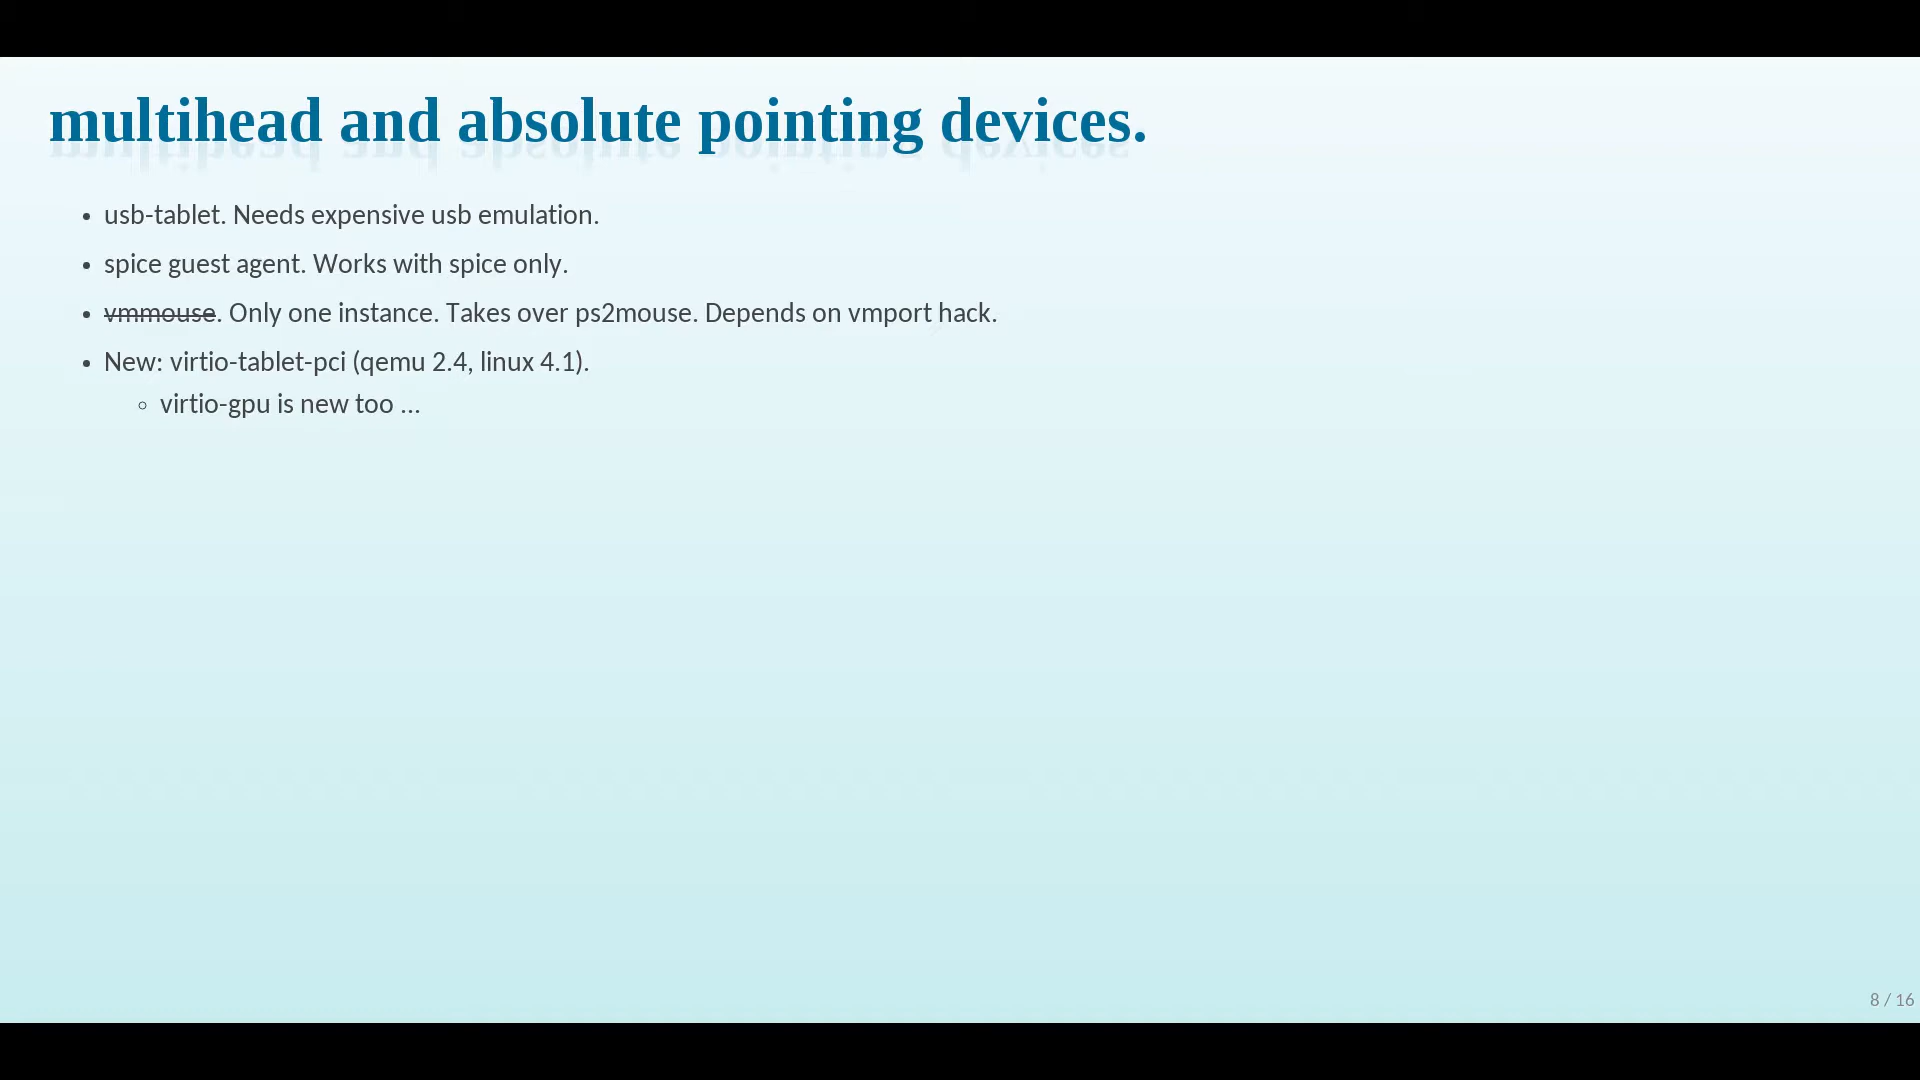 multihead and absolute pointing devices.
• usb-tablet. Needs expensive usb emulation.
• spice guest agent. Works with spice only.
• vmmouse. Only one instance. Takes over ps2mouse. Depends on vmport hack.
• New: virtio-tablet-pci (qemu 2.4, linux 4.1).
◦ virtio-gpu is new too ...
8 / 16